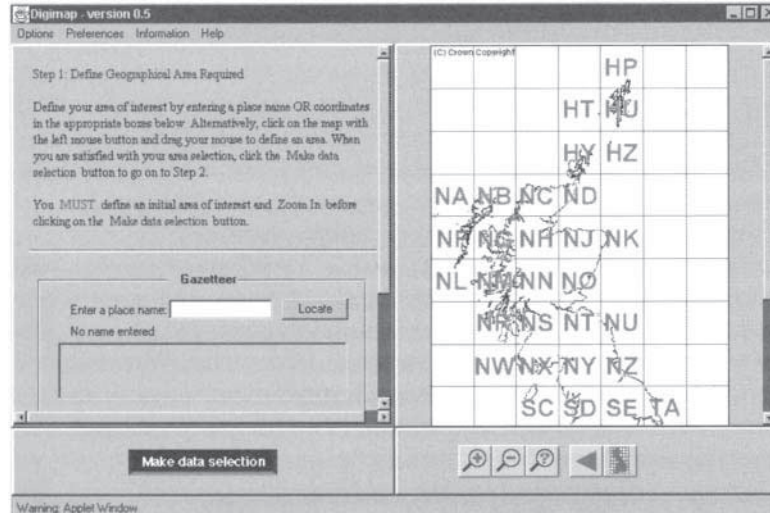 Digimap - version 0.5
Options Preferences Information Help
Step 1: Define Geographical Area Required
Define your area of interest by entering a place name OR coordinates
in the appropriate boxes below. Alternatively, click on the map with
the left mouse button and drag your mouse to define an area. When
you are satisfied with your area selection, click the Make data
selection button to go on to Step 2.
You MUST define an initial area of interest and Zoom In before
clicking on the Make data selection button.
Gazetteer
Enter a place name:
Locate
No name entered
Make data selection
Warning: Applet Window
(C) Crown Copyright
HP
HT HU
HY HZ
NA NB NC ND
NF NG NH NJ NK
NL NM NN NO
NR NS NT NU
NW NX NY NZ
SC SD SE TA